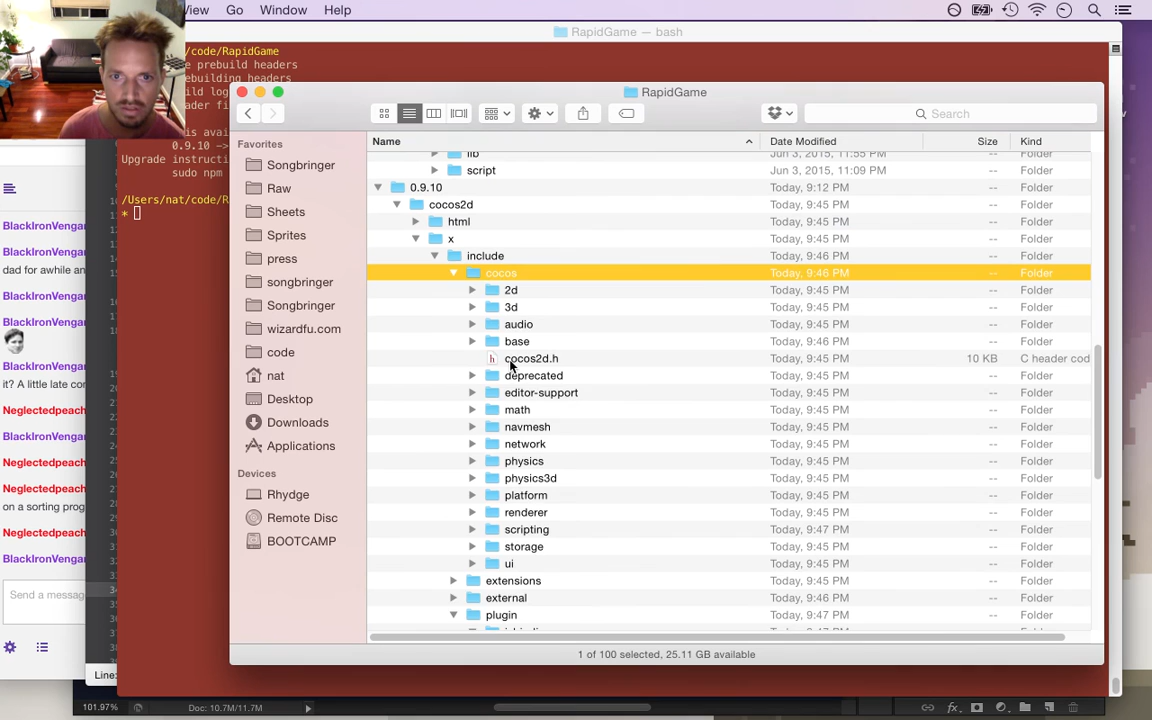 View Go Window Help
RapidGame — bash
/code/RapidGame
e prebuild headers
ebuilding headers
ild log
ader fi
is avai
0.9.10 ->
Upgrade instructi
sudo npm
/Users/nat/code/R
*
RapidGame
Search
Favorites
Songbringer
Raw
Sheets
Sprites
press
songbringer
Songbringer
wizardfu.com
code
nat
Desktop
Downloads
Applications
Devices
Rhydge
Remote Disc
BOOTCAMP
Name Date Modified Size Kind
lib Jun 3, 2015, 11:55 PM -- Folder
script Jun 3, 2015, 11:09 PM -- Folder
0.9.10 Today, 9:12 PM -- Folder
cocos2d Today, 9:45 PM -- Folder
html Today, 9:45 PM -- Folder
x Today, 9:45 PM -- Folder
include Today, 9:46 PM -- Folder
cocos Today, 9:46 PM -- Folder
2d Today, 9:45 PM -- Folder
3d Today, 9:45 PM -- Folder
audio Today, 9:45 PM -- Folder
base Today, 9:45 PM -- Folder
cocos2d.h Today, 9:45 PM 10 KB C header cod
deprecated Today, 9:45 PM -- Folder
editor-support Today, 9:45 PM -- Folder
math Today, 9:45 PM -- Folder
navmesh Today, 9:45 PM -- Folder
network Today, 9:45 PM -- Folder
physics Today, 9:45 PM -- Folder
physics3d Today, 9:45 PM -- Folder
platform Today, 9:45 PM -- Folder
renderer Today, 9:45 PM -- Folder
scripting Today, 9:47 PM -- Folder
storage Today, 9:45 PM -- Folder
ui Today, 9:45 PM -- Folder
extensions Today, 9:45 PM -- Folder
external Today, 9:45 PM -- Folder
plugin Today, 9:47 PM -- Folder
1 of 100 selected, 25.11 GB available
BlackIronVengar
BlackIronVengar
dad for awhile an
BlackIronVengar
BlackIronVengar
BlackIronVengar
it? A little late con
Neglectedpeach
BlackIronVengar
Neglectedpeach
Neglectedpeach
on a sorting prog
Neglectedpeach
BlackIronVengar
Send a messag
Line:
101.97% Doc: 10.7M/11.7M